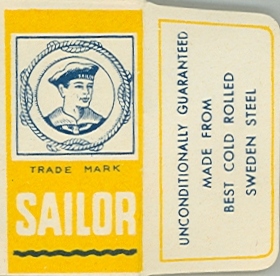 TRADE MARK
SAILOR
UNCONDITIONALLY GUARANTEED
MADE FROM
BEST COLD ROLLED
SWEDEN STEEL